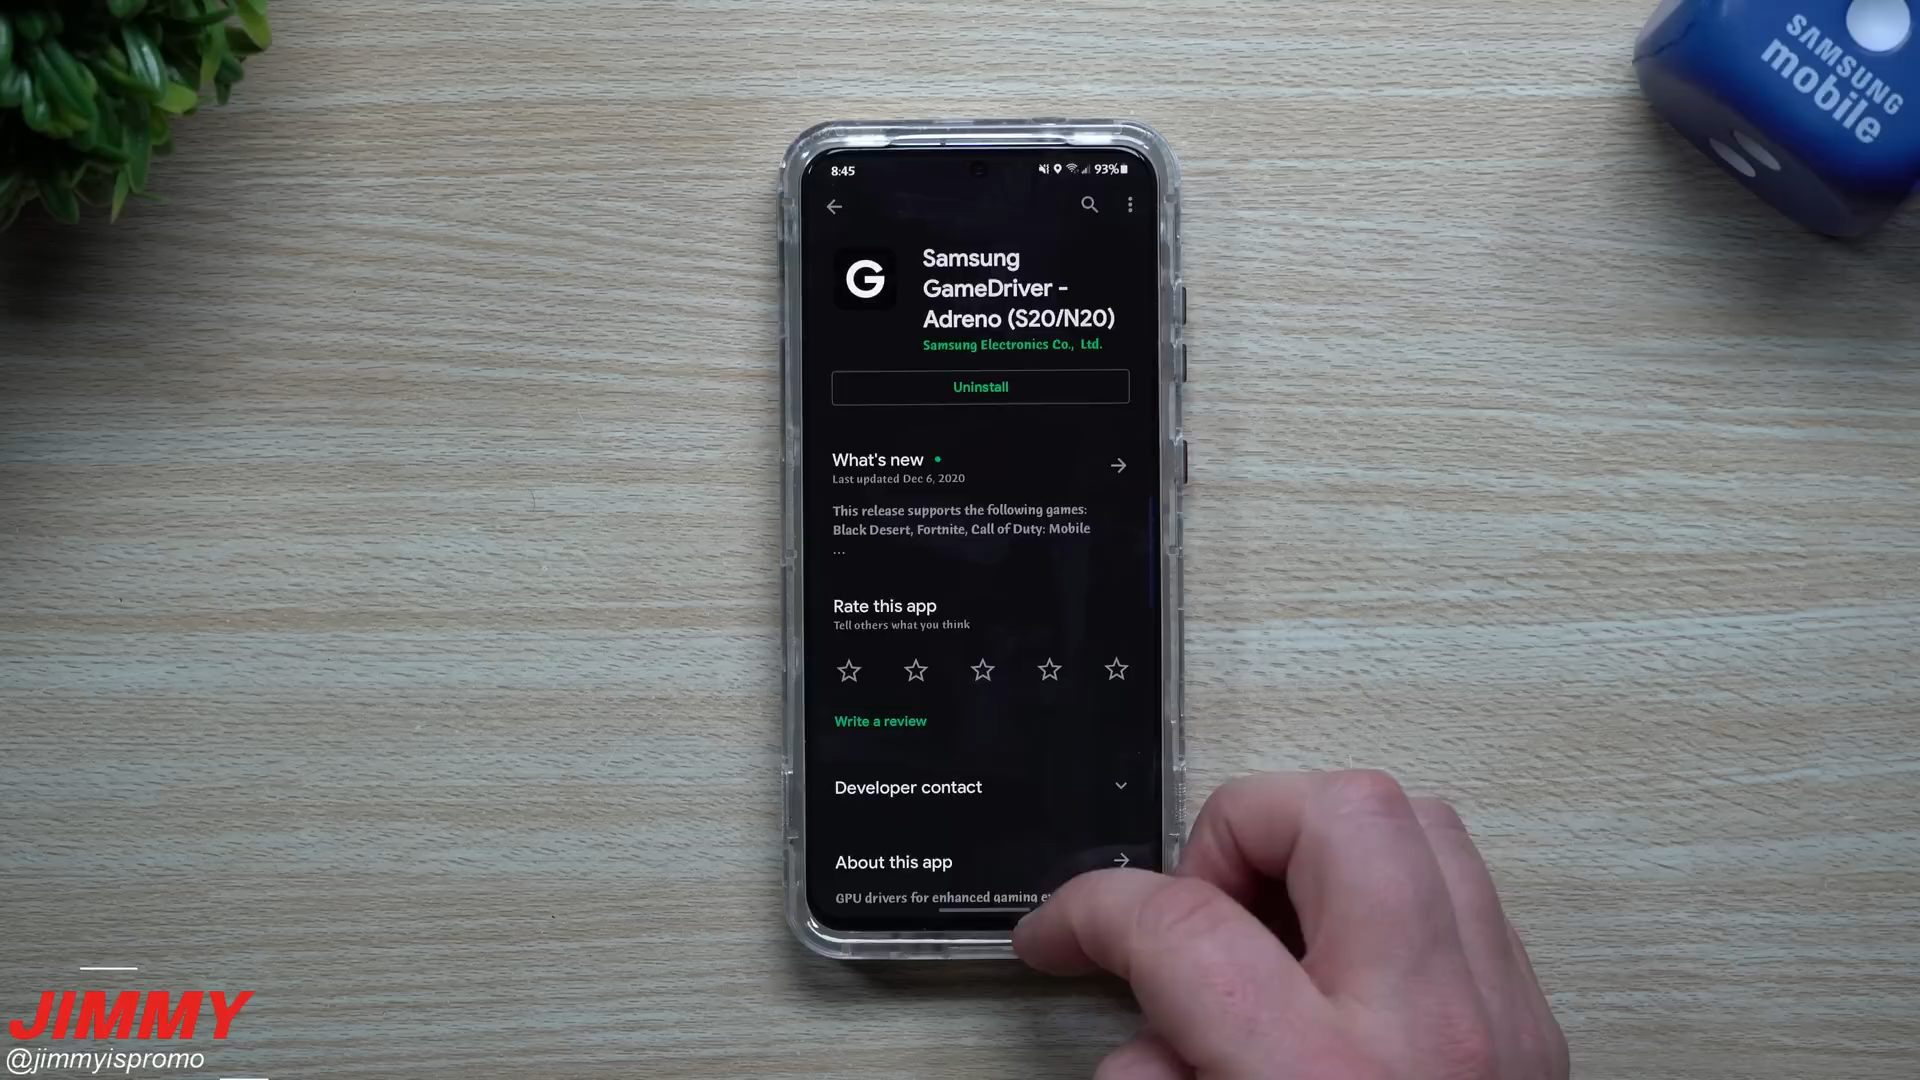 SAMSUNG
mobile
8:45
93%
G
Samsung
GameDriver -
Adreno (S20/N20)
Samsung Electronics Co., Ltd.
Uninstall
What's new
Last updated Dec 6, 2020
This release supports the following games:
Black Desert, Fortnite, Call of Duty: Mobile
...
Rate this app
Tell others what you think
Write a review
Developer contact
About this app
GPU drivers for enhanced gaming
JIMMY
@jimmyispromo